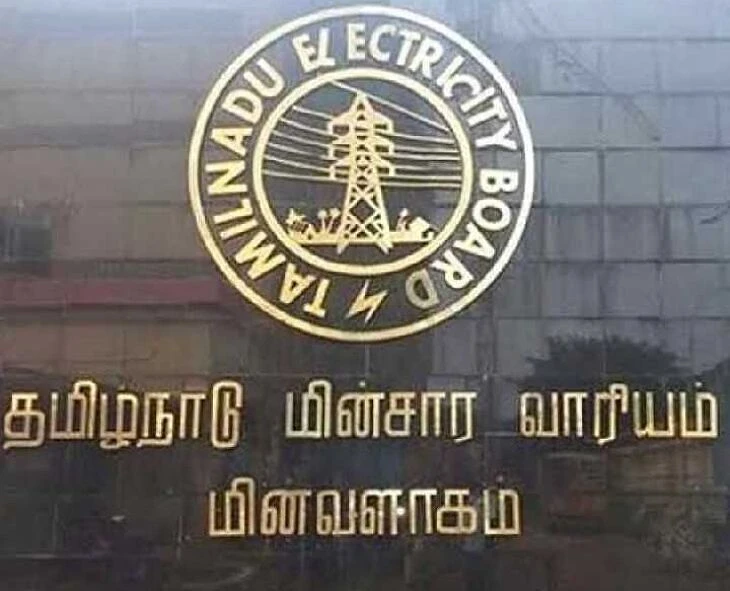 TAMILNADU ELECTRICITY BOARD
தமிழ்நாடு மின்சார வாரியம்
மின்வளாகம்